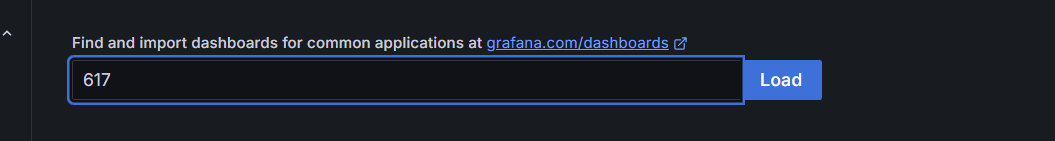 Find and import dashboards for common applications at grafana.com/dashboards
617
Load